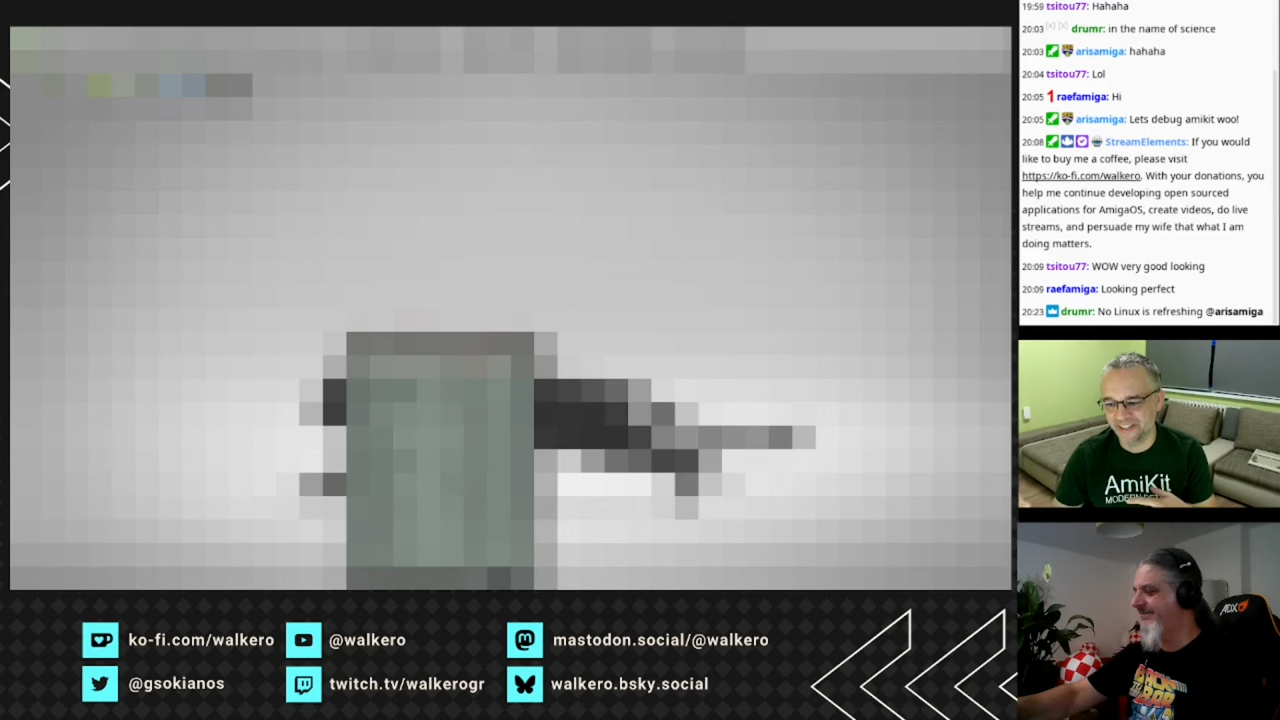 19:59 tsitou77: Hahaha
20:03 drumr: in the name of science
20:03 arisamiga: hahaha
20:04 tsitou77: Lol
20:05 1 raefamiga: Hi
20:05 arisamiga: Lets debug amikit woo!
20:08 StreamElements: If you would
like to buy me a coffee, please visit
https://ko-fi.com/walkero. With your donations, you
help me continue developing open sourced
applications for AmigaOS, create videos, do live
streams, and persuade my wife that what I am
doing matters.
20:09 tsitou77: WOW very good looking
20:09 raefamiga: Looking perfect
20:23 drumr: No Linux is refreshing @arisamiga
AmiKit
ADX
BACK
ko-fi.com/walkero
@walkero
mastodon.social/@walkero
@gsokianos
twitch.tv/walkerogr
walkero.bsky.social